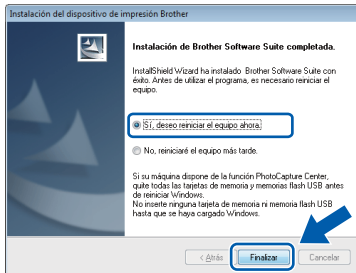 Instalación del dispositivo de impresión Brother
Instalación de Brother Software Suite completada.
InstallShield Wizard ha instalado Brother Software Suite con
éxito. Antes de utilizar el programa, es necesario reiniciar el
equipo.
Sí, deseo reiniciar el equipo ahora.
No, reiniciaré el equipo más tarde.
Si su máquina dispone de la función PhotoCapture Center,
quite todas las tarjetas de memoria y memorias flash USB antes
de reiniciar Windows.
No inserte ninguna tarjeta de memoria ni memoria flash USB
hasta que se haya cargado Windows.
< Atrás Finalizar Cancelar